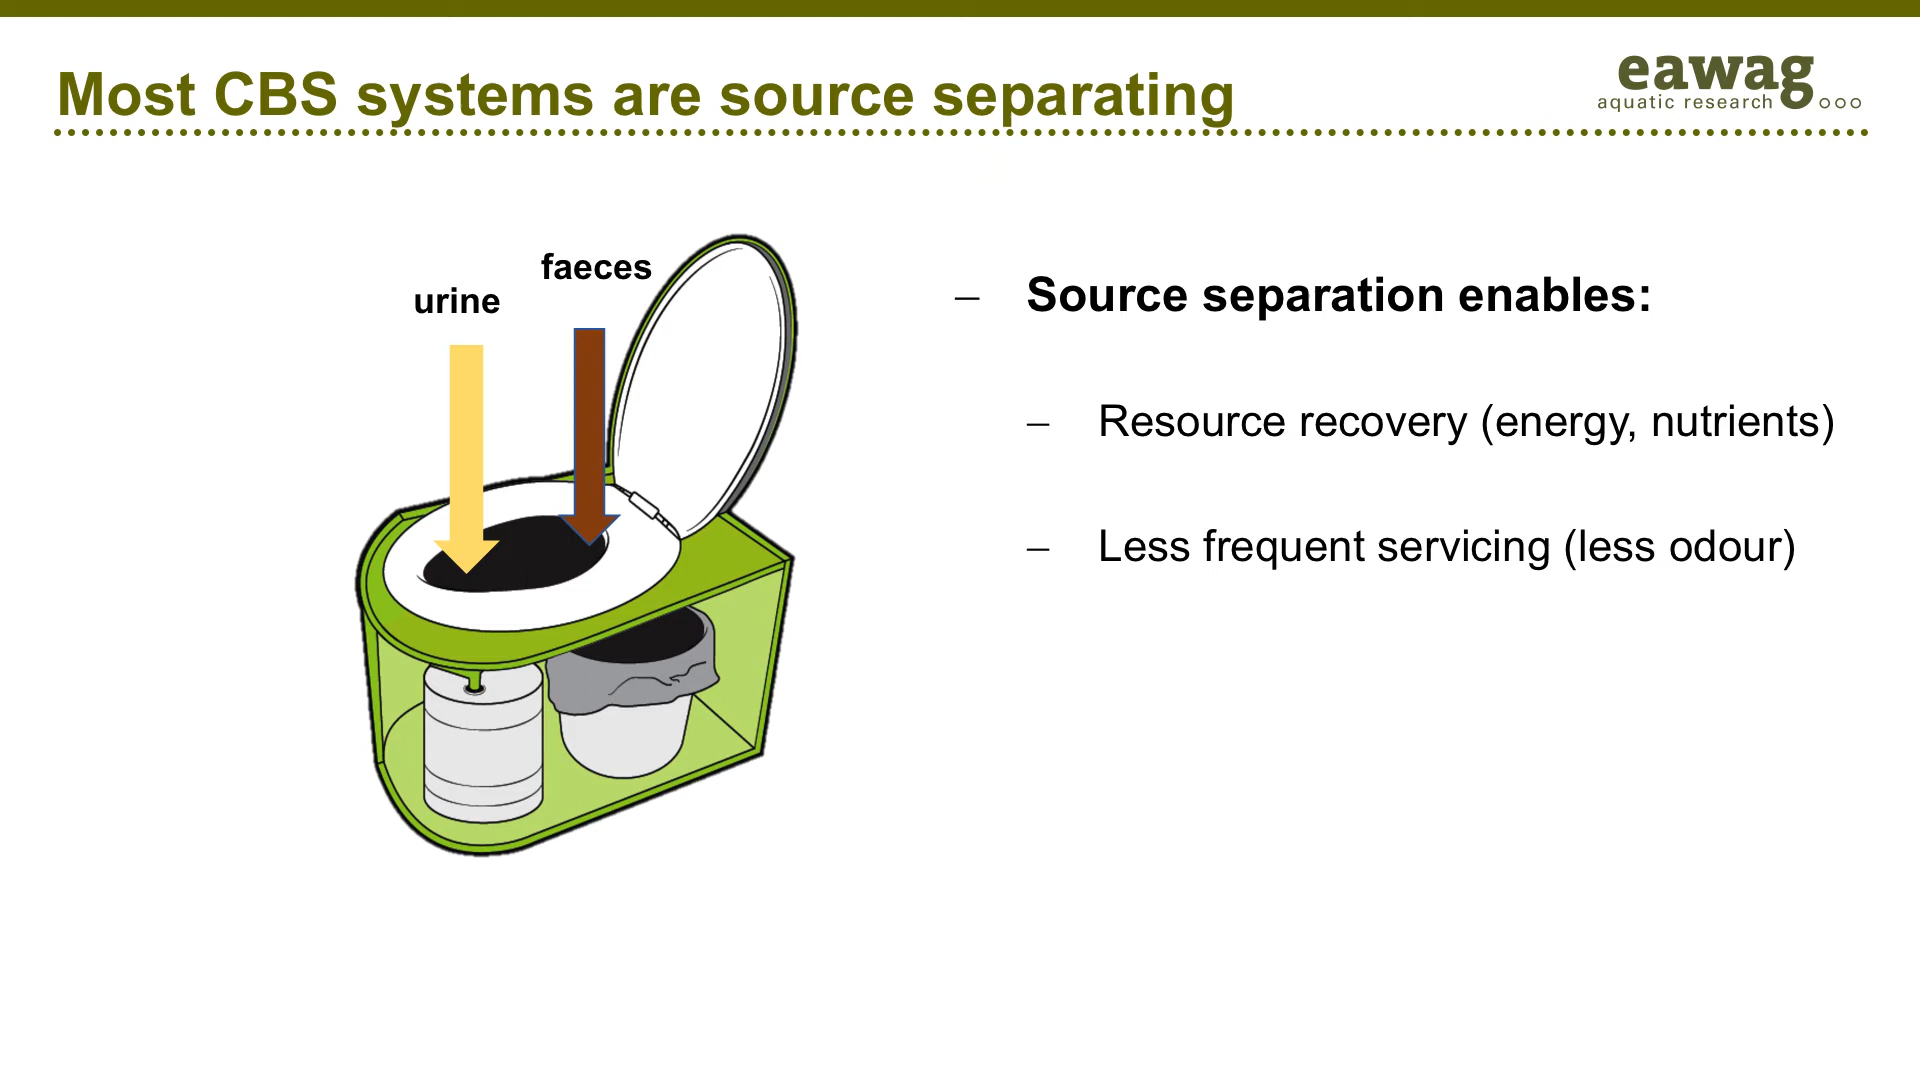 Most CBS systems are source separating
eawag
aquatic research
faeces
urine
– Source separation enables:
– Resource recovery (energy, nutrients)
– Less frequent servicing (less odour)